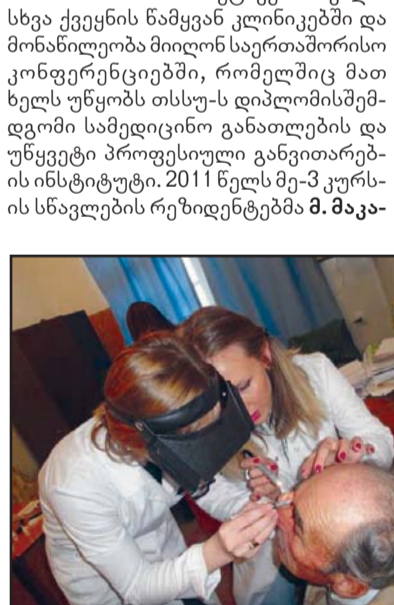 სხვა ქვეყნის წამყვან კლინიკებში და
მონაწილეობა მიიღონ საერთაშორისო
კონფერენციებში, რომელშიც მათ
ხელს უწყობს თსსუ-ს დიპლომისშემ-
დგომი სამედიცინო განათლების და
უწყვეტი პროფესიული განვითარებ-
ის ინსტიტუტი. 2011 წელს მე-3 კურს-
ის სწავლების რეზიდენტებმა მ. მაკა-